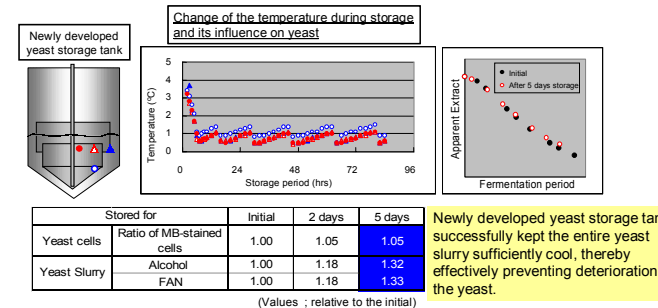 Newly developed
yeast storage tank
Change of the temperature during storage
and its influence on yeast
Temperature (℃)
5
4
3
2
1
0
0 24 48 72 96
Storage period (hrs)
Apparent Extract
Initial
After 5 days storage
Fermentation period
Stored for Initial 2 days 5 days
Yeast cells Ratio of MB-stained cells 1.00 1.05 1.05
Yeast Slurry Alcohol 1.00 1.18 1.32
FAN 1.00 1.18 1.33
(Values ; relative to the initial)
Newly developed yeast storage tan
successfully kept the entire yeast
slurry sufficiently cool, thereby
effectively preventing deterioration
the yeast.